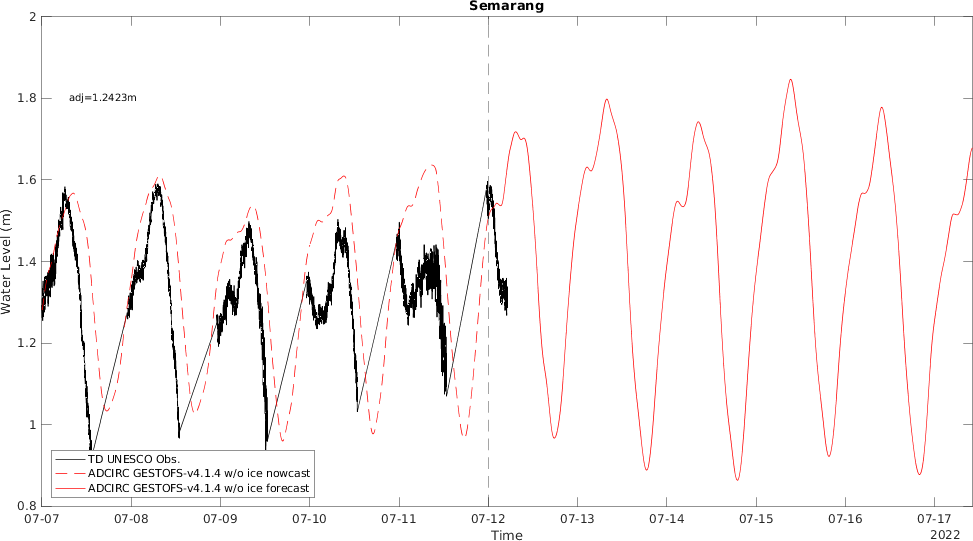 Semarang
2
1.8
1.6
1.4
1.2
1
0.8
Water Level (m)
adj=1.2423m
TD UNESCO Obs.
ADCIRC GESTOFS-v4.1.4 w/o ice nowcast
ADCIRC GESTOFS-v4.1.4 w/o ice forecast
07-07 07-08 07-09 07-10 07-11 07-12 07-13 07-14 07-15 07-16 07-17
Time
2022